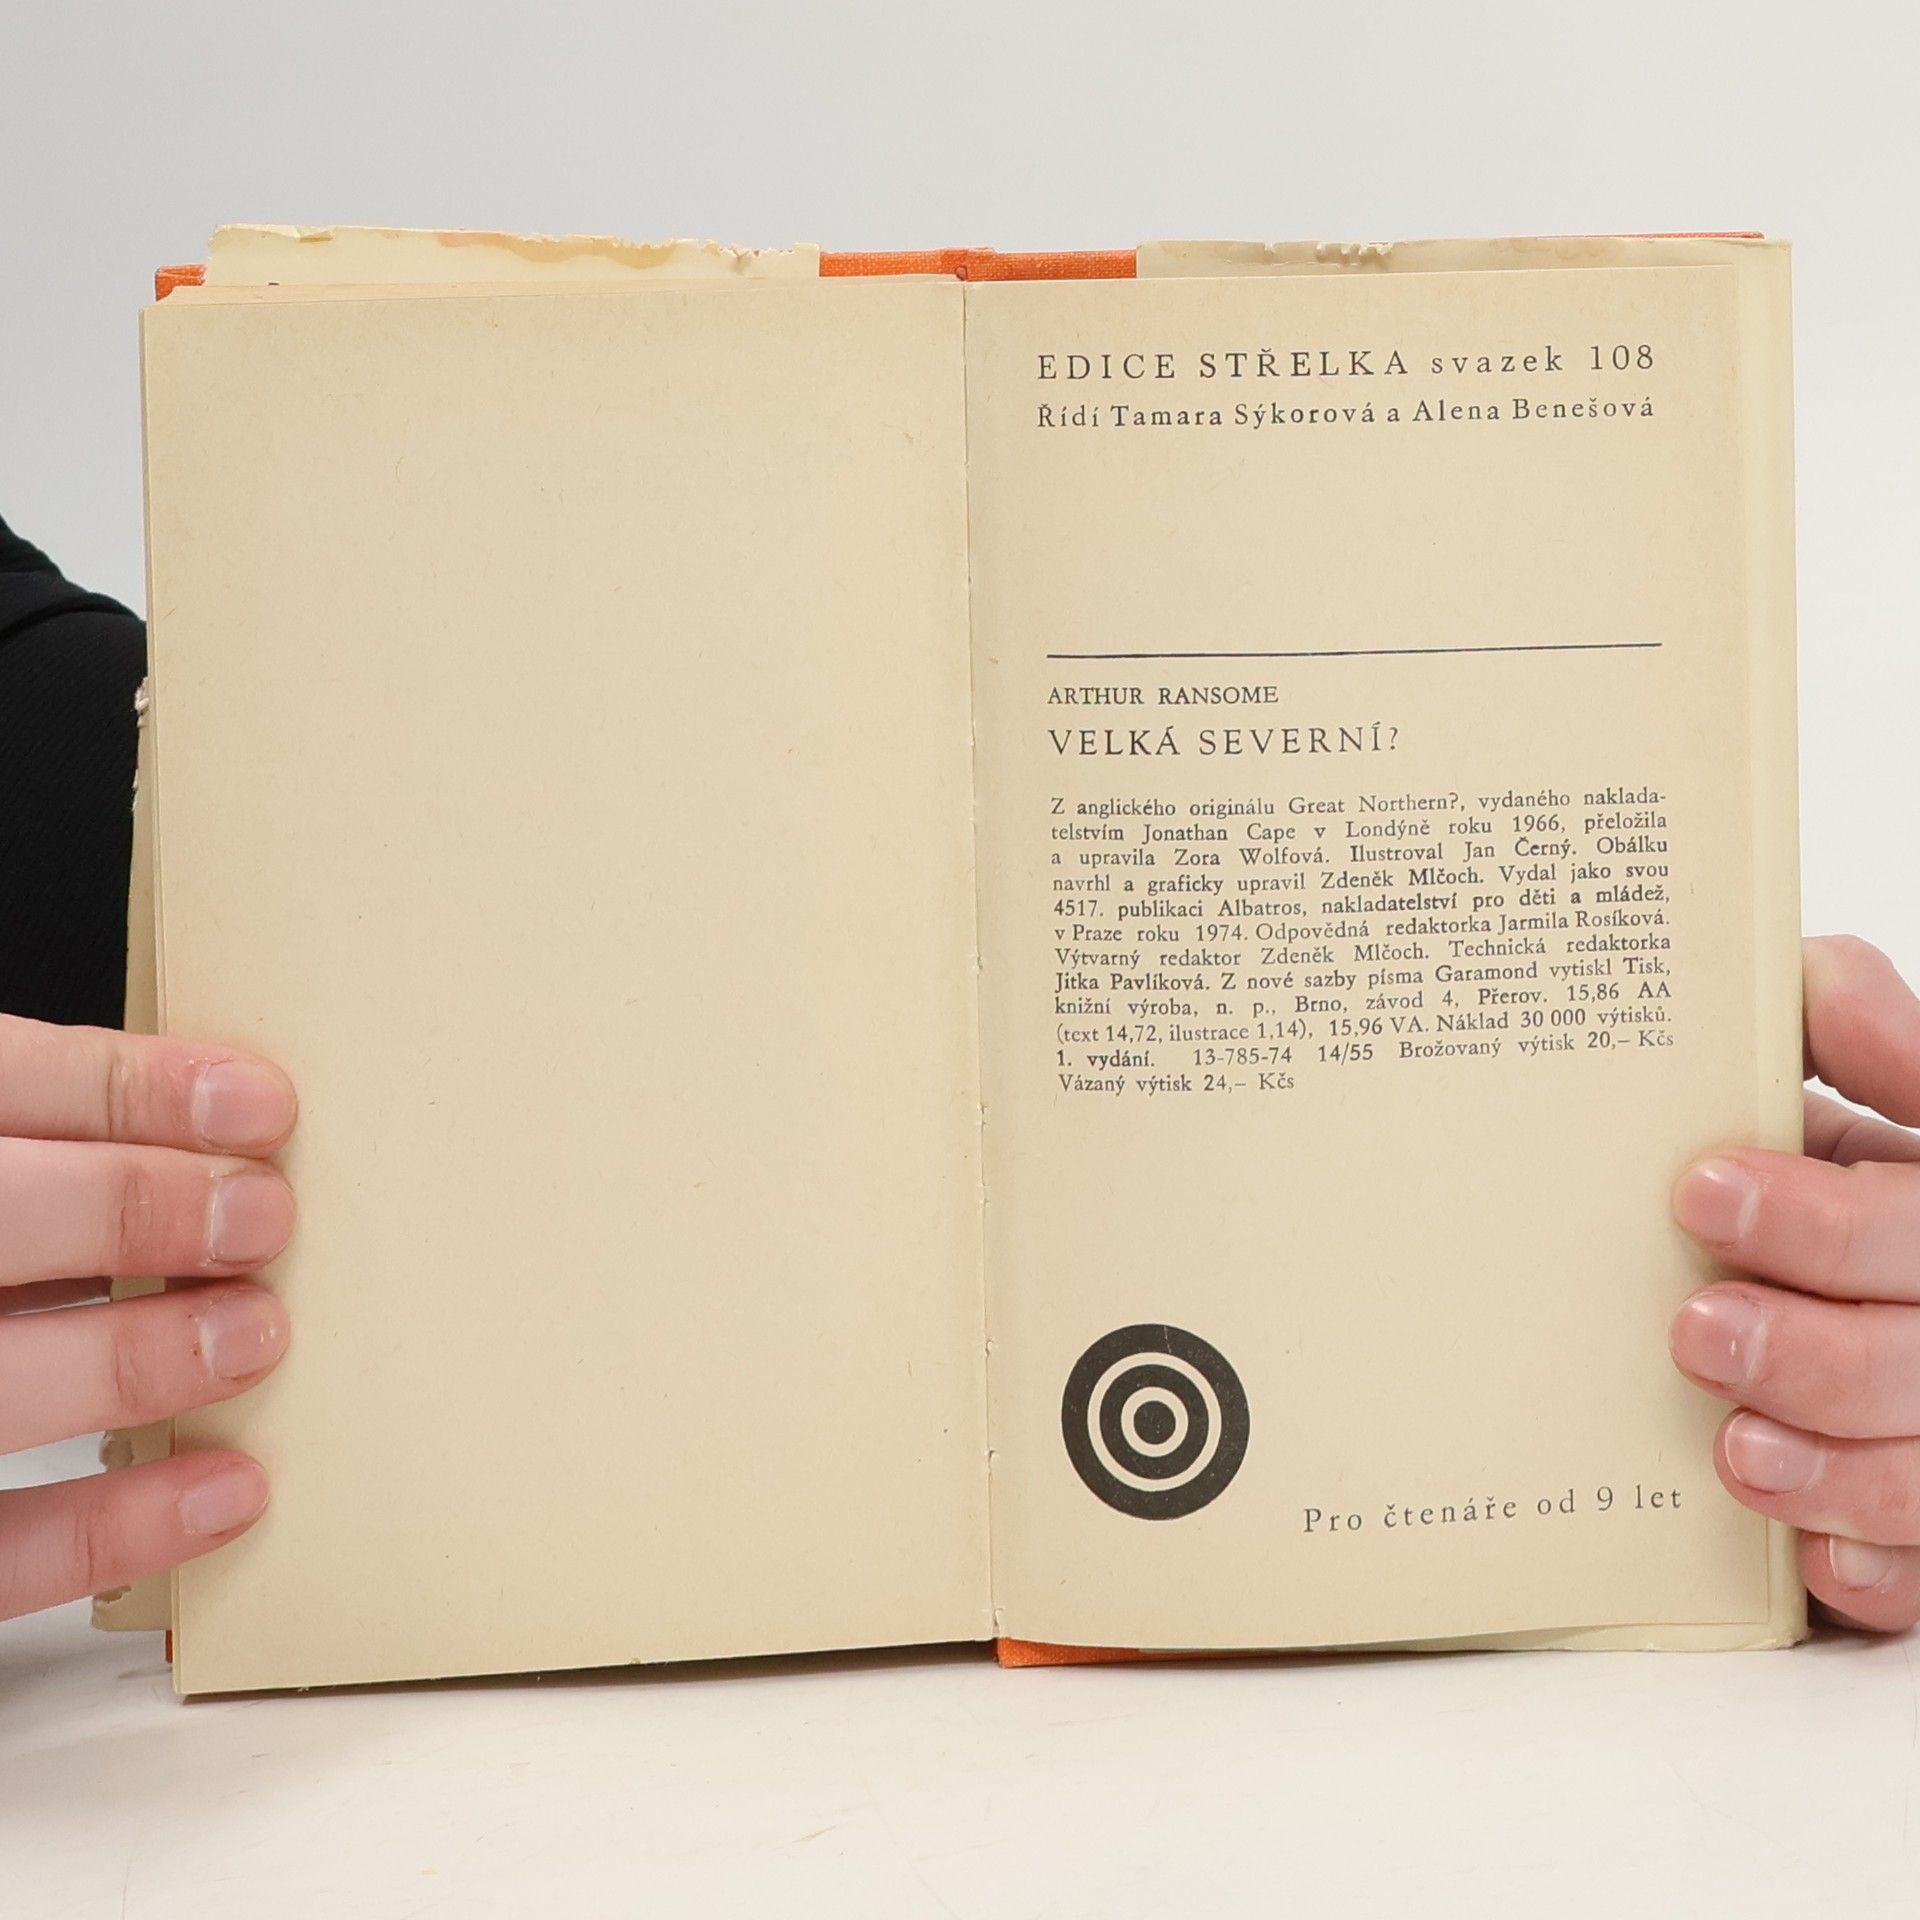 EDICE STŘELKA svazek 108
Řídí Tamara Sýkorová a Alena Benešová
ARTHUR RANSOME
VELKÁ SEVERNÍ?
Z anglického originálu Great Northern?, vydaného naklada-
telstvím Jonathan Cape v Londýně roku 1966, přeložila
a upravila Zora Wolfová. Ilustroval Jan Černý. Obálku
navrhl a graficky upravil Zdeněk Mlčoch. Vydal jako svou
4517. publikaci Albatros, nakladatelství pro děti a mládež,
v Praze roku 1974. Odpovědná redaktorka Jarmila Rosíková.
Výtvarný redaktor Zdeněk Mlčoch. Technická redaktorka
Jitka Pavlíková. Z nové sazby písma Garamond vytiskl Tisk,
knižní výroba, n. p., Brno, závod 4, Přerov. 15,86 AA
(text 14,72, ilustrace 1,14), 15,96 VA. Náklad 30 000 výtisků.
1. vydání. 13-785-74 14/55 Brožovaný výtisk 20,– Kčs
Vázaný výtisk 24,– Kčs
Pro čtenáře od 9 let